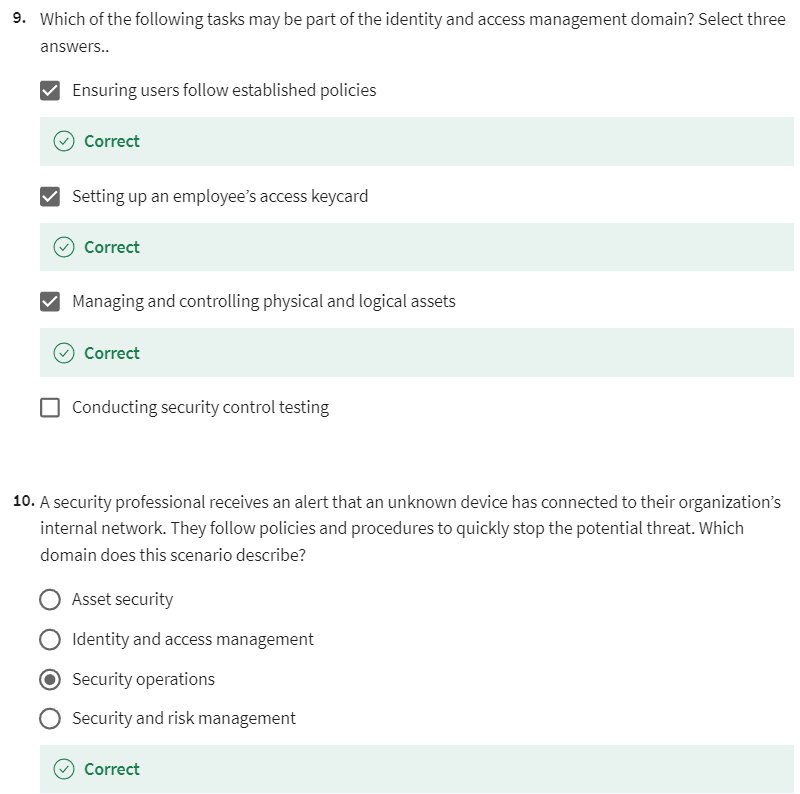 9. Which of the following tasks may be part of the identity and access management domain? Select three
answers..
Ensuring users follow established policies
Correct
Setting up an employee’s access keycard
Correct
Managing and controlling physical and logical assets
Correct
Conducting security control testing
10. A security professional receives an alert that an unknown device has connected to their organization’s
internal network. They follow policies and procedures to quickly stop the potential threat. Which
domain does this scenario describe?
Asset security
Identity and access management
Security operations
Security and risk management
Correct